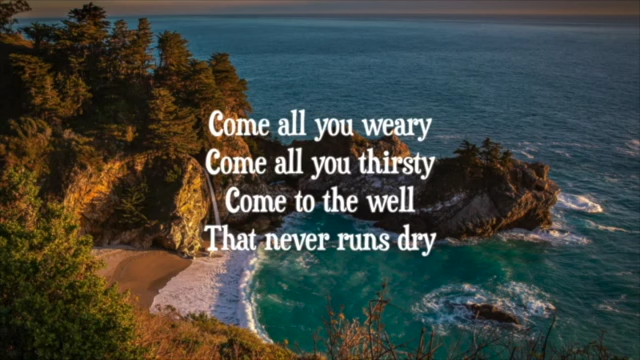 Come all you weary
Come all you thirsty
Come to the well
That never runs dry